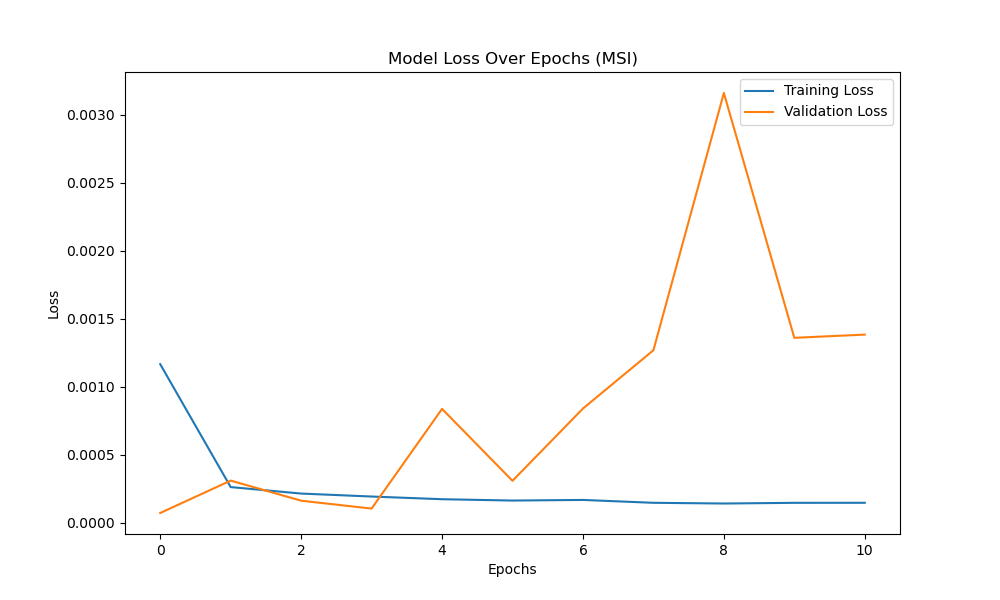 Model Loss Over Epochs (MSI)
Training Loss
Validation Loss
0.0030
0.0025
0.0020
0.0015
0.0010
0.0005
0.0000
Loss
0 2 4 6 8 10
Epochs